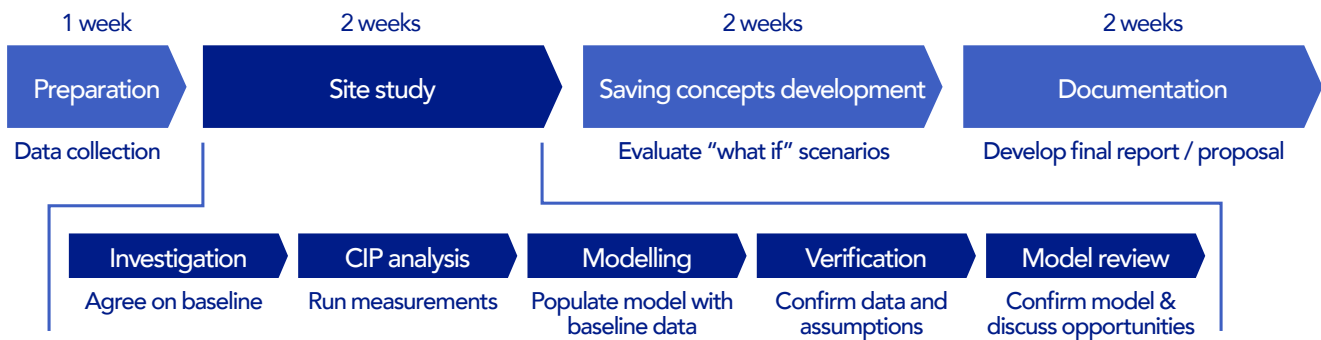 1 week
2 weeks
2 weeks
2 weeks
Preparation
Site study
Saving concepts development
Documentation
Data collection
Evaluate “what if” scenarios
Develop final report / proposal
Investigation
CIP analysis
Modelling
Verification
Model review
Agree on baseline
Run measurements
Populate model with
baseline data
Confirm data and
assumptions
Confirm model &
discuss opportunities